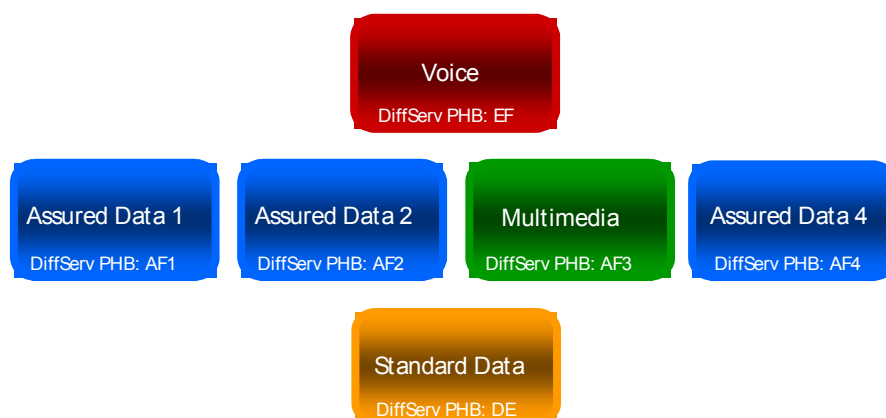 Voice
DiffServ PHB: EF
Assured Data 1
DiffServ PHB: AF1
Assured Data 2
DiffServ PHB: AF2
Multimedia
DiffServ PHB: AF3
Assured Data 4
DiffServ PHB: AF4
Standard Data
DiffServ PHB: DE